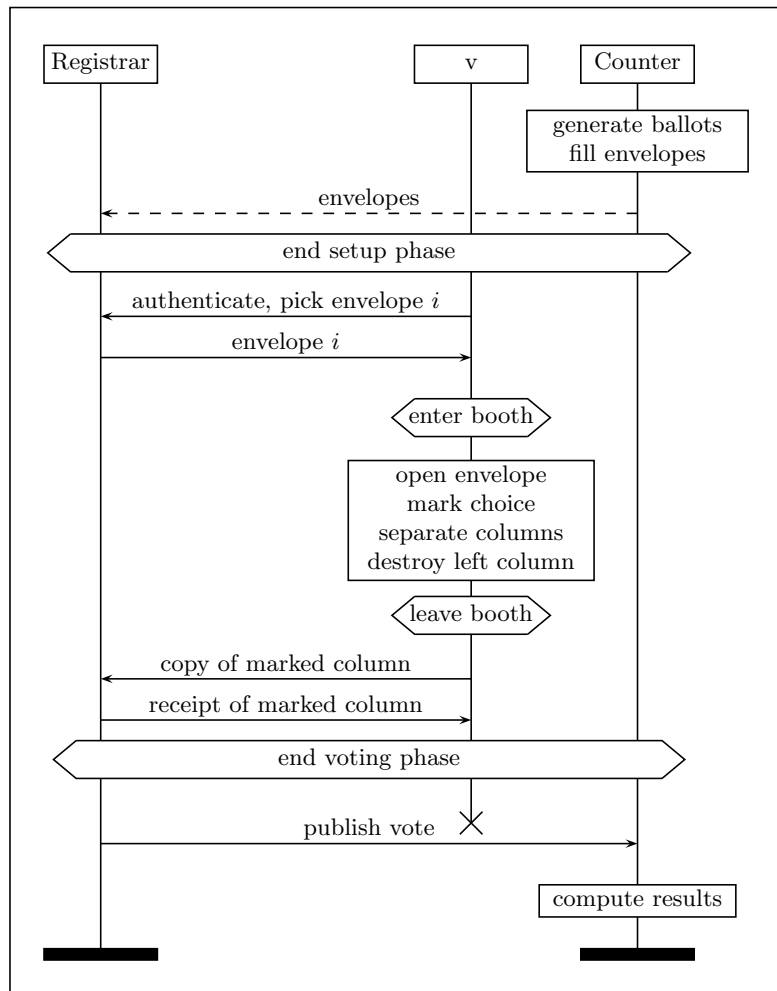 Registrar
v
Counter
generate ballots
fill envelopes
envelopes
end setup phase
authenticate, pick envelope i
envelope i
enter booth
open envelope
mark choice
separate columns
destroy left column
leave booth
copy of marked column
receipt of marked column
end voting phase
publish vote
compute results